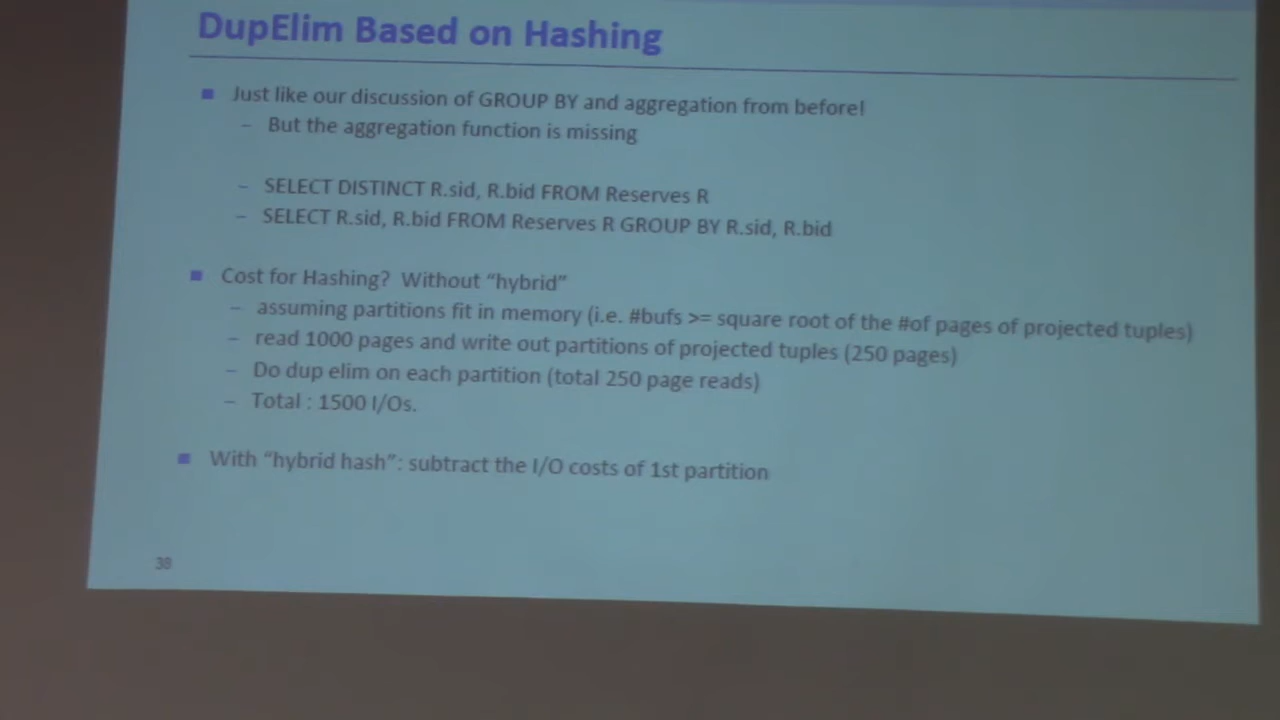 DupElim Based on Hashing
Just like our discussion of GROUP BY and aggregation from before!
– But the aggregation function is missing
– SELECT DISTINCT R.sid, R.bid FROM Reserves R
– SELECT R.sid, R.bid FROM Reserves R GROUP BY R.sid, R.bid
Cost for Hashing? Without "hybrid"
– assuming partitions fit in memory (i.e. #bufs >= square root of the #of pages of projected tuples)
– read 1000 pages and write out partitions of projected tuples (250 pages)
– Do dup elim on each partition (total 250 page reads)
– Total : 1500 I/Os.
With "hybrid hash": subtract the I/O costs of 1st partition
38